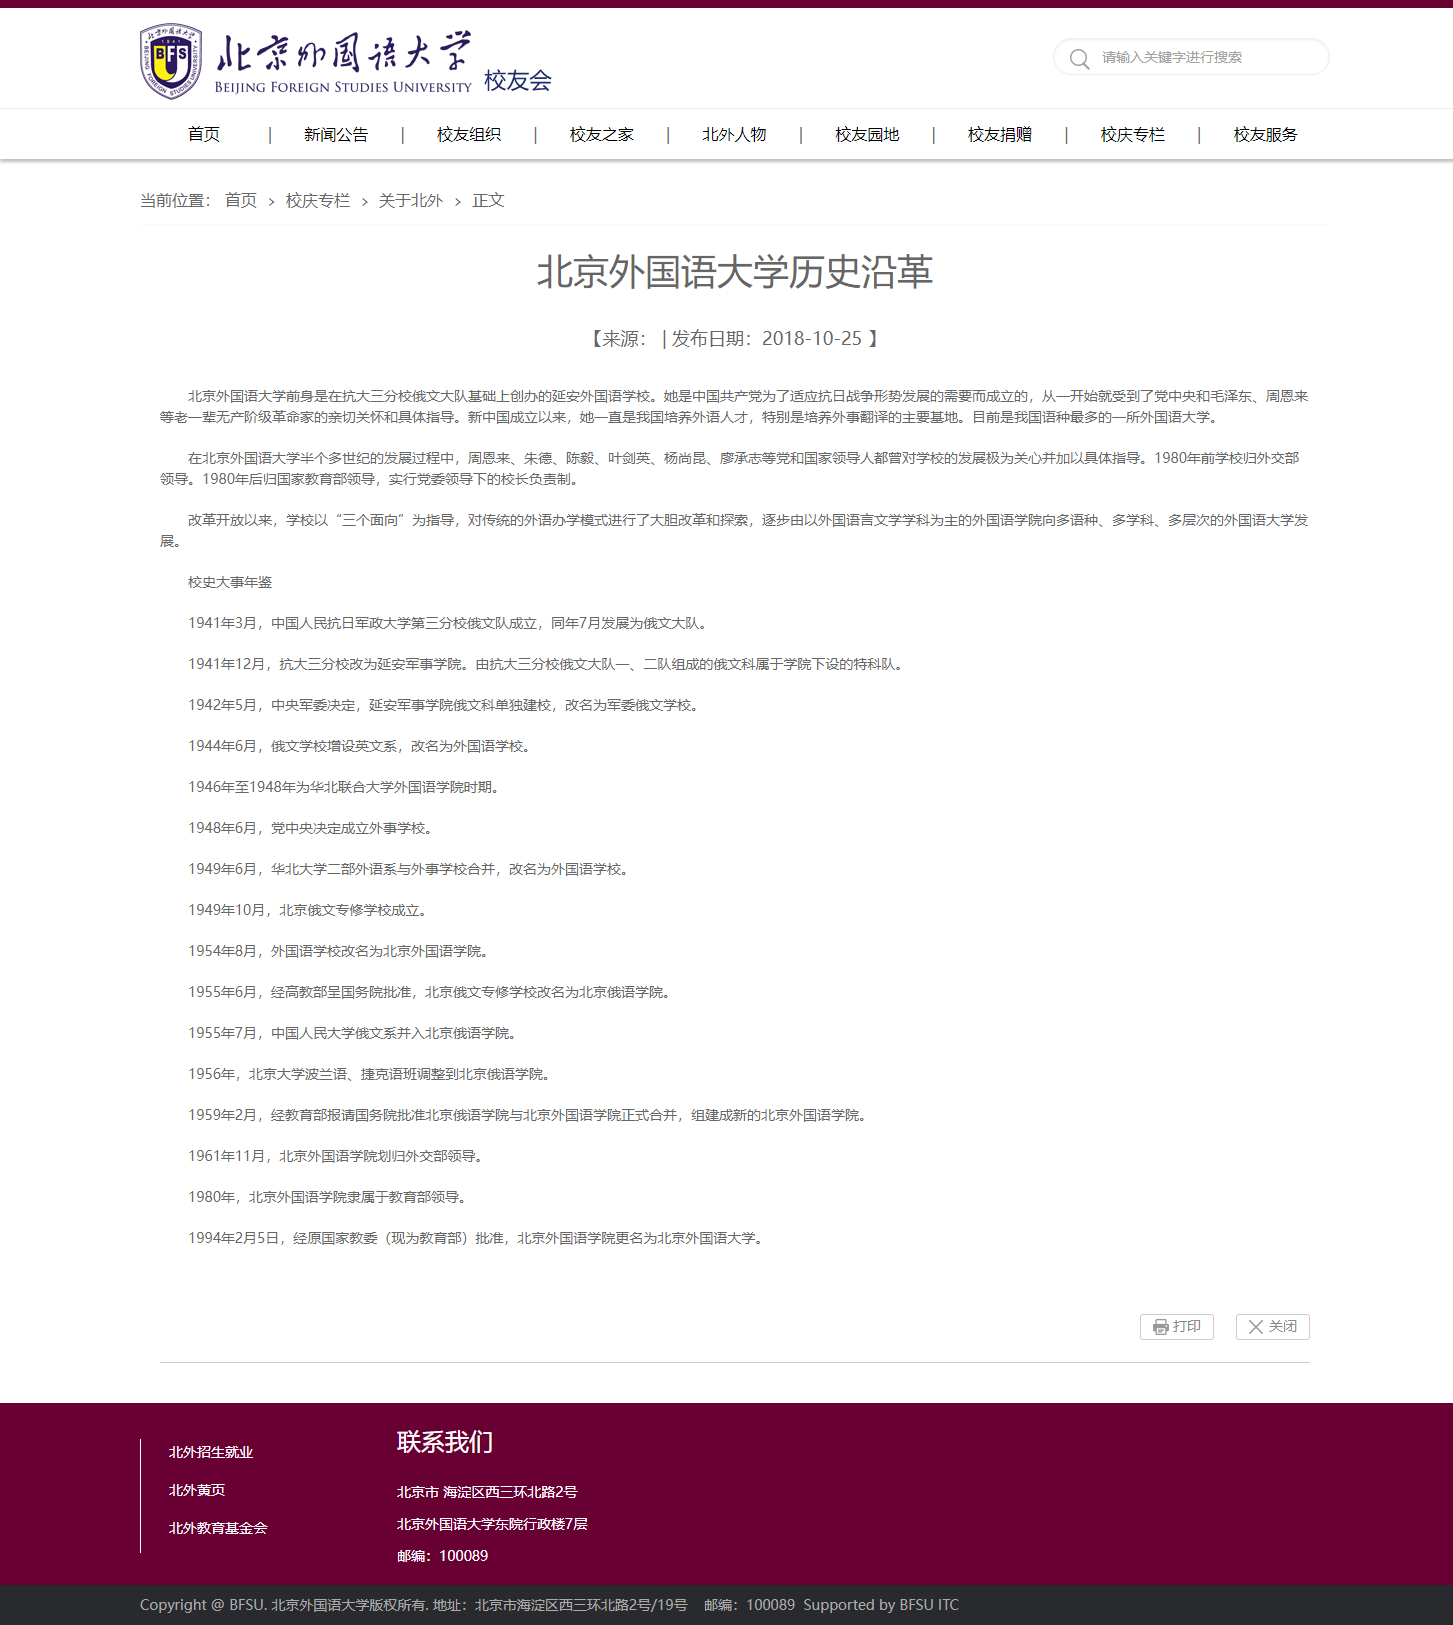 北京外国语大学
BEIJING FOREIGN STUDIES UNIVERSITY
校友会
请输入关键字进行搜索
首页 | 新闻公告 | 校友组织 | 校友之家 | 北外人物 | 校友园地 | 校友捐赠 | 校庆专栏 | 校友服务
当前位置： 首页 > 校庆专栏 > 关于北外 > 正文
北京外国语大学历史沿革
【来源： | 发布日期：2018-10-25 】
北京外国语大学前身是在抗大三分校俄文大队基础上创办的延安外国语学校。她是中国共产党为了适应抗日战争形势发展的需要而成立的，从一开始就受到了党中央和毛泽东、周恩来
等老一辈无产阶级革命家的亲切关怀和具体指导。新中国成立以来，她一直是我国培养外语人才，特别是培养外事翻译的主要基地。目前是我国语种最多的一所外国语大学。
在北京外国语大学半个多世纪的发展过程中，周恩来、朱德、陈毅、叶剑英、杨尚昆、廖承志等党和国家领导人都曾对学校的发展极为关心并加以具体指导。1980年前学校归外交部
领导。1980年后归国家教育部领导，实行党委领导下的校长负责制。
改革开放以来，学校以“三个面向”为指导，对传统的外语办学模式进行了大胆改革和探索，逐步由以外国语言文学学科为主的外国语学院向多语种、多学科、多层次的外国语大学发
展。
校史大事年鉴
1941年3月，中国人民抗日军政大学第三分校俄文队成立，同年7月发展为俄文大队。
1941年12月，抗大三分校改为延安军事学院。由抗大三分校俄文大队一、二队组成的俄文科属于学院下设的特科队。
1942年5月，中央军委决定，延安军事学院俄文科单独建校，改名为军委俄文学校。
1944年6月，俄文学校增设英文系，改名为外国语学校。
1946年至1948年为华北联合大学外国语学院时期。
1948年6月，党中央决定成立外事学校。
1949年6月，华北大学二部外语系与外事学校合并，改名为外国语学校。
1949年10月，北京俄文专修学校成立。
1954年8月，外国语学校改名为北京外国语学院。
1955年6月，经高教部呈国务院批准，北京俄文专修学校改名为北京俄语学院。
1955年7月，中国人民大学俄文系并入北京俄语学院。
1956年，北京大学波兰语、捷克语班调整到北京俄语学院。
1959年2月，经教育部报请国务院批准北京俄语学院与北京外国语学院正式合并，组建成新的北京外国语学院。
1961年11月，北京外国语学院划归外交部领导。
1980年，北京外国语学院隶属于教育部领导。
1994年2月5日，经原国家教委（现为教育部）批准，北京外国语学院更名为北京外国语大学。
打印 关闭
北外招生就业
北外黄页
北外教育基金会
联系我们
北京市 海淀区西三环北路2号
北京外国语大学东院行政楼7层
邮编：100089
Copyright @ BFSU. 北京外国语大学版权所有. 地址：北京市海淀区西三环北路2号/19号 邮编：100089 Supported by BFSU ITC